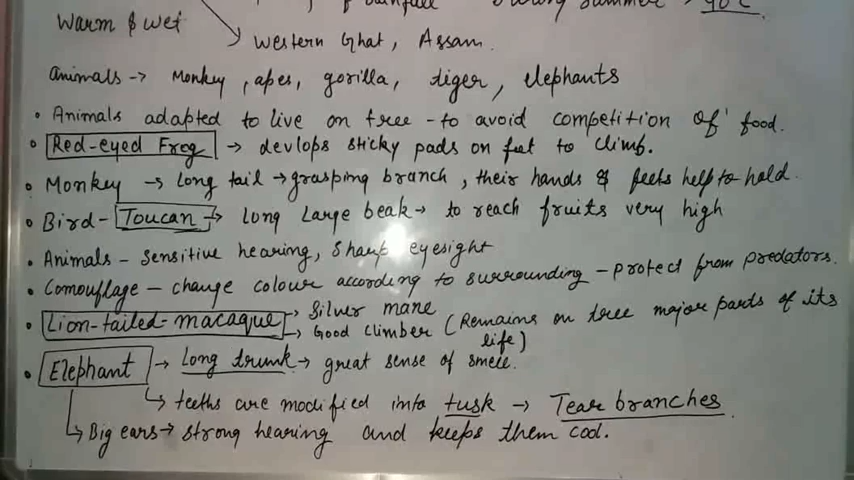 of rainfall during summer > 40°C
Warm & Wet
Western Ghat, Assam.
Animals → Monkey, apes, gorilla, tiger, elephants
• Animals adapted to live on tree - to avoid competition of food.
• Red-eyed Frog → devlops sticky pads on feet to climb.
• Monkey → Long tail → grasping branch, their hands & feets help to hold.
• Bird - Toucan → Long Large beak → to reach fruits very high
• Animals - sensitive hearing, sharp eyesight
• Camouflage - change colour according to surrounding - protect from predators.
• Lion-tailed-macaque → Silver mane
→ Good climber (Remains on tree major parts of its life)
• Elephant → Long trunk → great sense of smell.
↳ teeths are modified into tusk → Tear branches
↳ Big ears → strong hearing and keeps them cool.